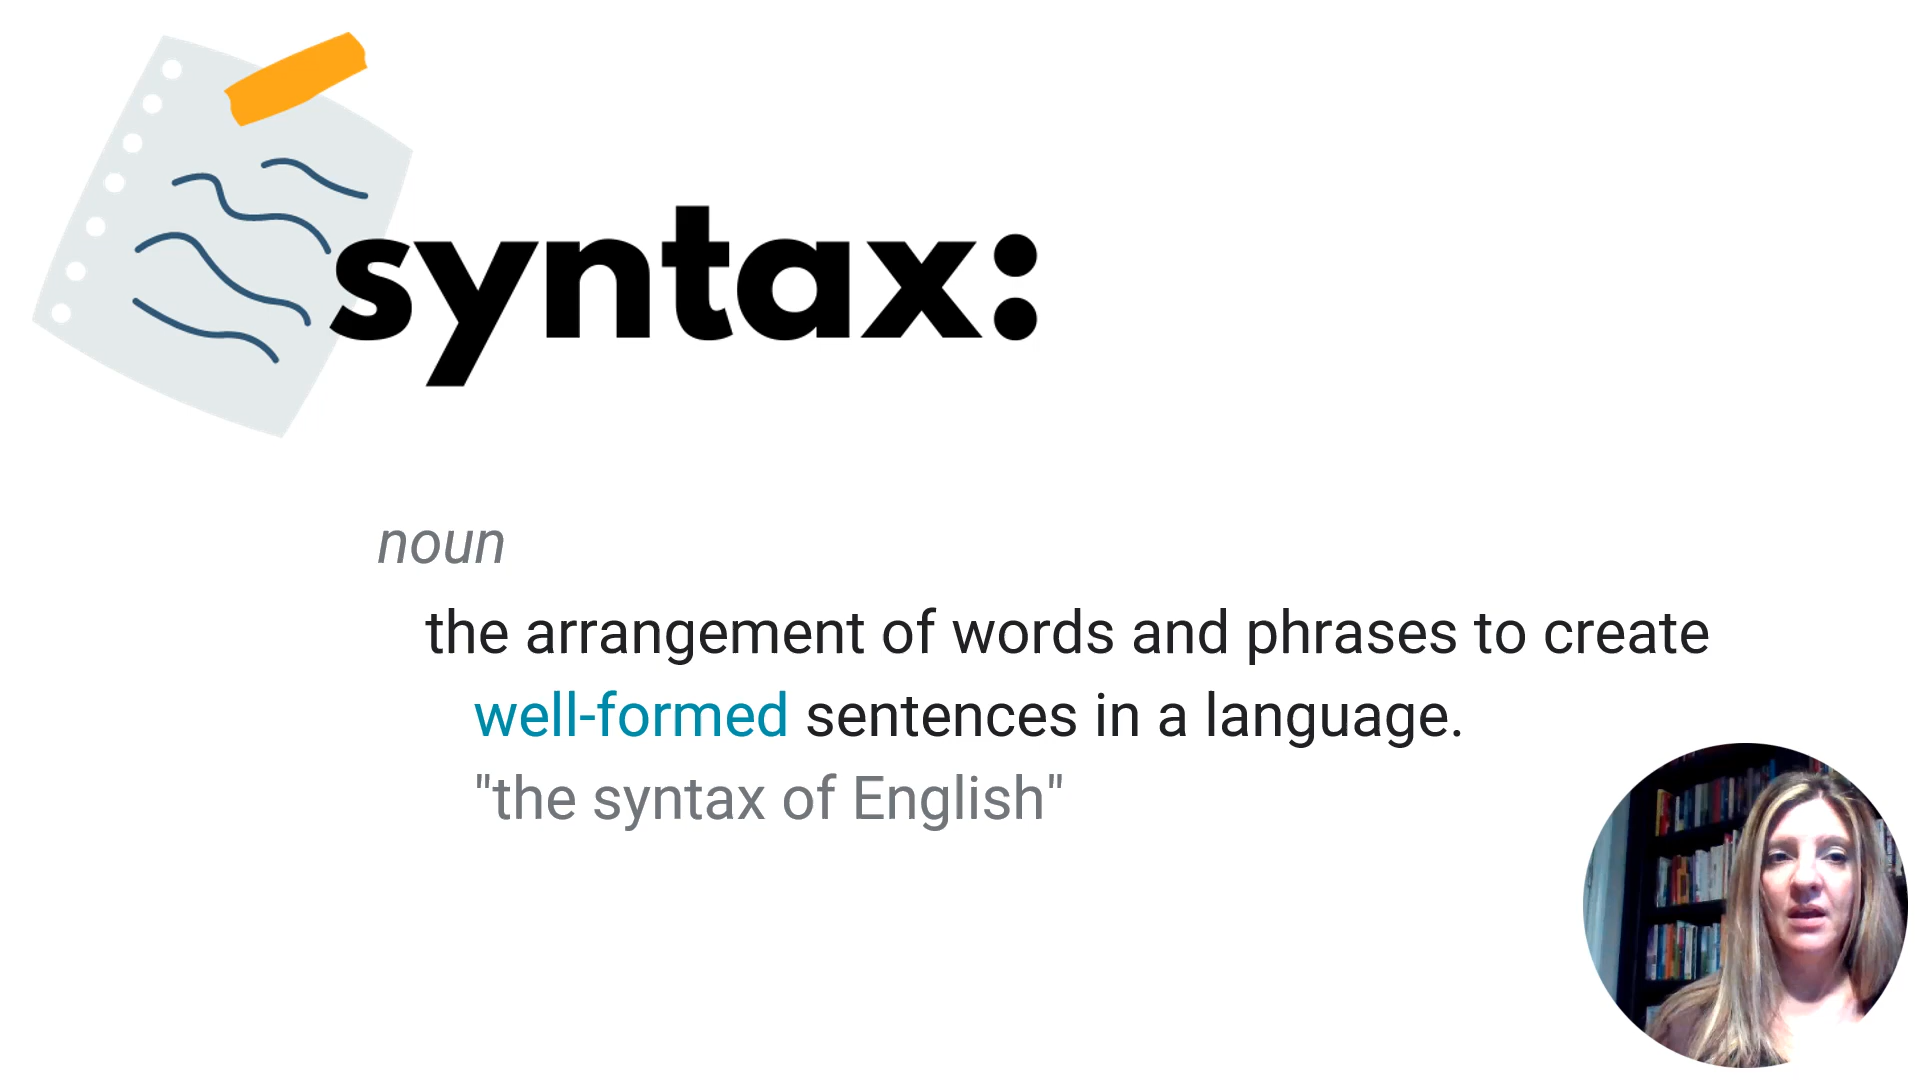 syntax:
noun
the arrangement of words and phrases to create
well-formed sentences in a language.
"the syntax of English"